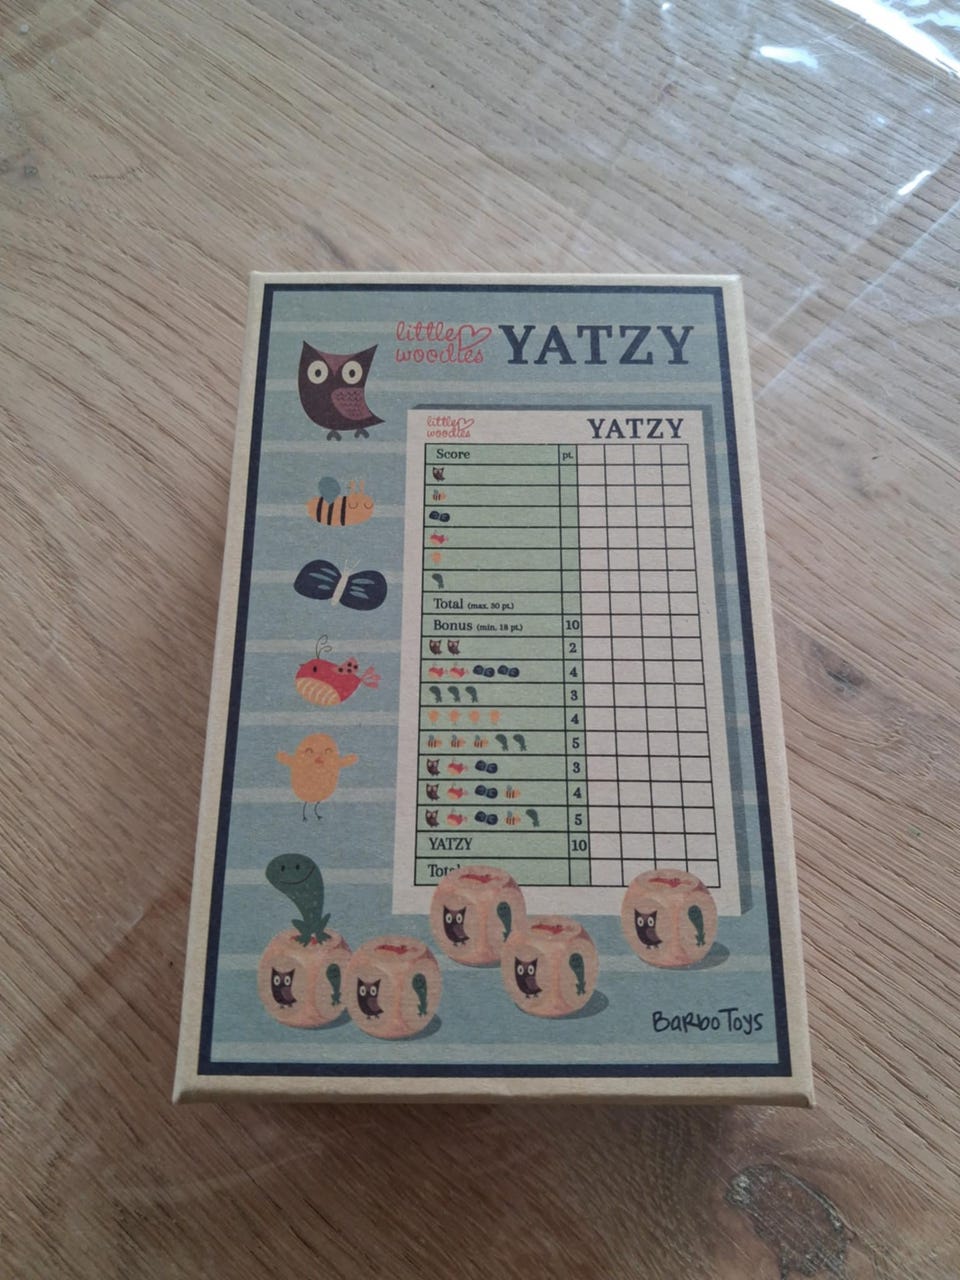 little woodies YATZY
little woodies YATZY
Score pt.
Total (max. 30 pt.)
Bonus (min. 18 pt.) 10
2
4
3
4
5
3
4
5
YATZY 10
Total
BarboToys